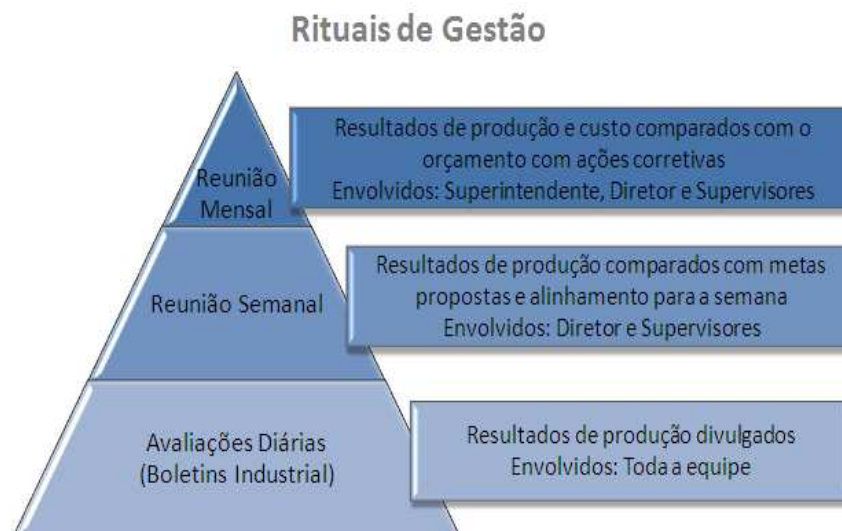 Rituais de Gestão
Reunião
Mensal
Resultados de produção e custo comparados com o
orçamento com ações corretivas
Envolvidos: Superintendente, Diretor e Supervisores
Reunião Semanal
Resultados de produção comparados com metas
propostas e alinhamento para a semana
Envolvidos: Diretor e Supervisores
Avaliações Diárias
(Boletins Industrial)
Resultados de produção divulgados
Envolvidos: Toda a equipe